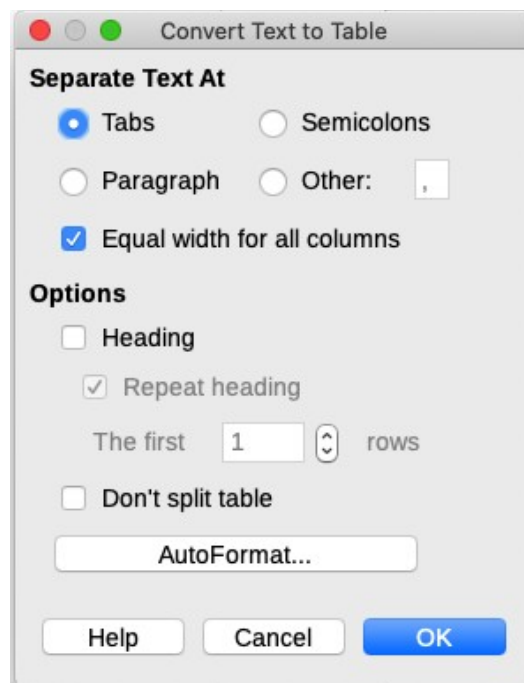 Convert Text to Table
Separate Text At
Tabs Semicolons
Paragraph Other: ,
Equal width for all columns
Options
Heading
Repeat heading
The first 1 rows
Don't split table
AutoFormat...
Help Cancel OK